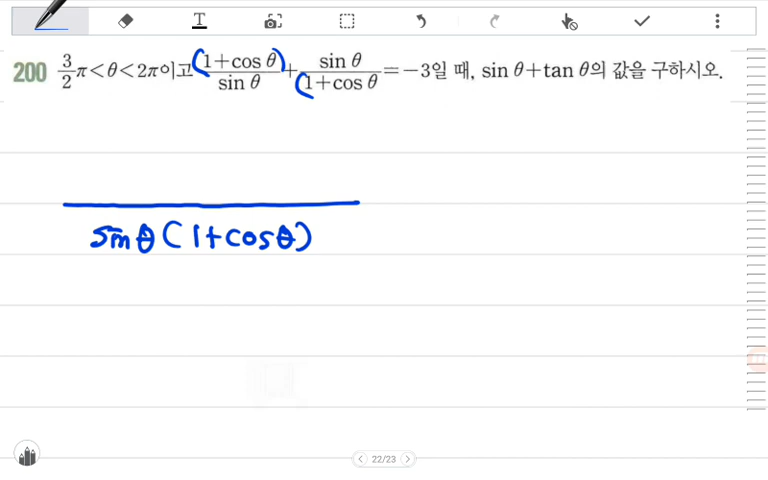 T
200 3/2 π<θ<2π이고 (1+cos θ)/sin θ + sin θ/(1+cos θ =-3일 때, sin θ+tan θ의 값을 구하시오.
sinθ(1+cosθ)
22/23